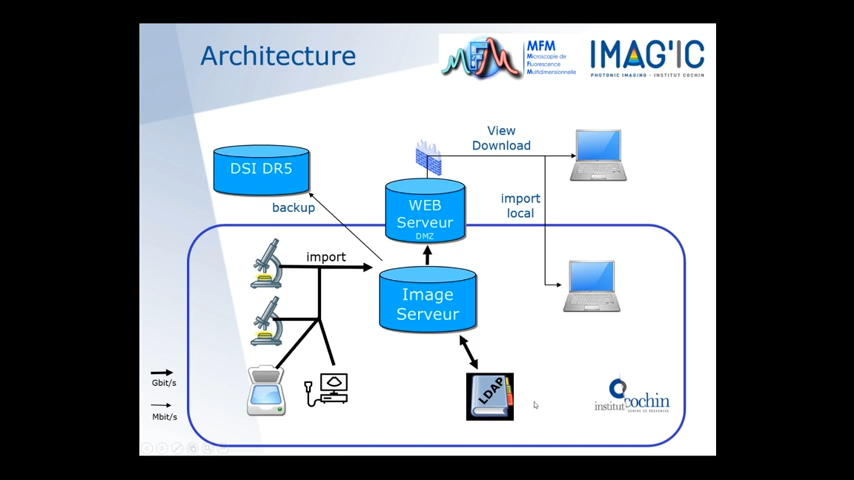 Architecture
MFM
Microscopie de
Fluorescence
Multidimensionnelle
IMAG'IC
PHOTONIC IMAGING - INSTITUT COCHIN
View
Download
DSI DR5
backup
WEB
Serveur
DMZ
import
local
import
Image
Serveur
Gbit/s
Mbit/s
LDAP
institut Cochin